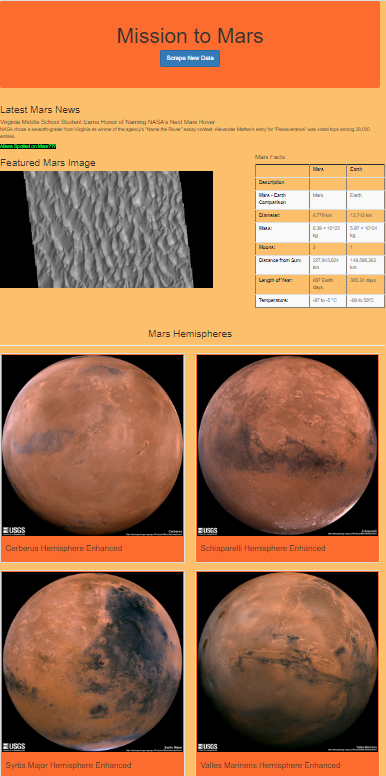 Mission to Mars
Scrape New Data
Latest Mars News
Virginia Middle School Student Earns Honor of Naming NASA's Next Mars Rover
NASA chose a seventh-grader from Virginia as winner of the agency's "Name the Rover" essay contest. Alexander Mather's entry for "Perseverance" was voted tops among 28,000
entries.
Aliens Spotted on Mars???
Featured Mars Image
Mars Facts
Mars Earth
Description
Mars - Earth Comparison Mars Earth
Diameter: 6,779 km 12,742 km
Mass: 6.39 × 10^23 kg 5.97 × 10^24 kg
Moons: 2 1
Distance from Sun: 227,943,824 km 149,598,262 km
Length of Year: 687 Earth days 365.24 days
Temperature: -87 to -5 °C -88 to 58°C
Mars Hemispheres
USGS
Cerberus
Cerberus Hemisphere Enhanced
USGS
Schiaparelli
Schiaparelli Hemisphere Enhanced
USGS
Syrtis Major
Syrtis Major Hemisphere Enhanced
USGS
Valles Marineris
Valles Marineris Hemisphere Enhanced